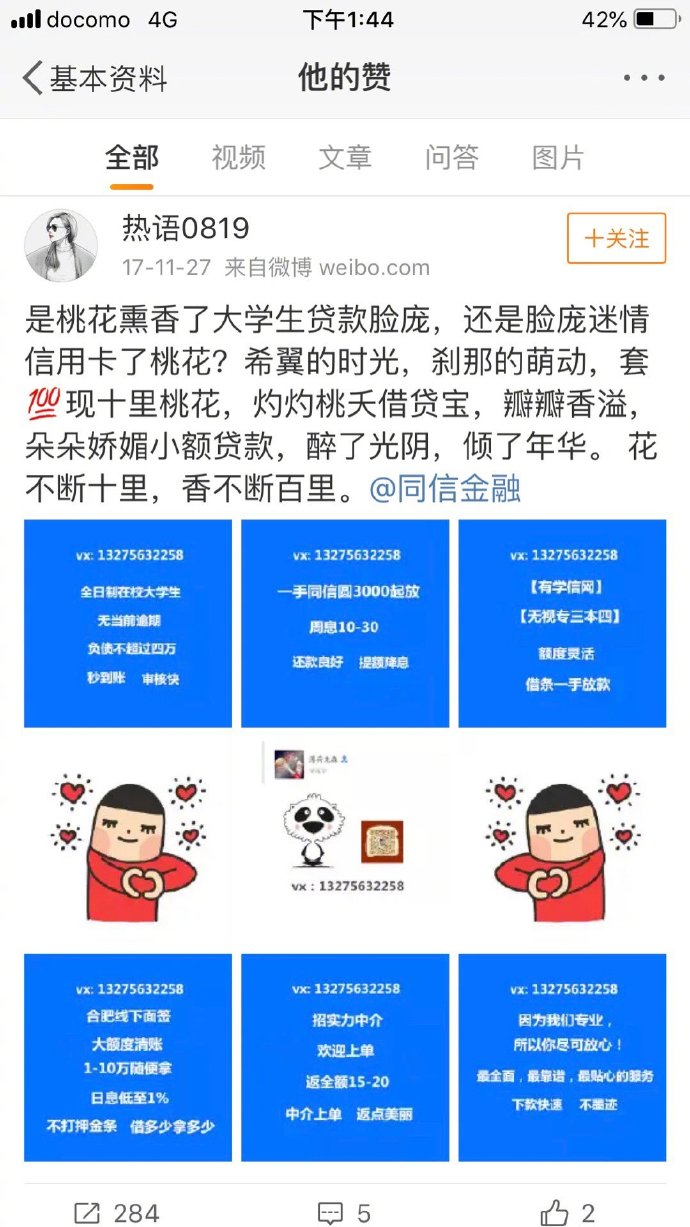 docomo 4G 下午1:44 42%
基本资料 他的赞
全部 视频 文章 问答 图片
热语0819
十关注
17-11-27 来自微博 weibo.com
是桃花熏香了大学生贷款脸庞，还是脸庞迷情
信用卡了桃花？希翼的时光，刹那的萌动，套
💯现十里桃花，灼灼桃夭借贷宝，瓣瓣香溢，
朵朵娇媚小额贷款，醉了光阴，倾了年华。 花
不断十里，香不断百里。@同信金融
vx: 13275632258
全日制在校大学生
无当前逾期
负债不超过四万
秒到账 审核快
vx: 13275632258
一手同信圆3000起放
周息10-30
还款良好 提额降息
vx: 13275632258
【有学信网】
【无视专三本四】
额度灵活
借条一手放款
vx：13275632258
vx: 13275632258
合肥线下面签
大额度清账
1-10万随便拿
日息低至1%
不打押金条 借多少拿多少
vx: 13275632258
招实力中介
欢迎上单
返全额15-20
中介上单 返点美丽
vx: 13275632258
因为我们专业，
所以你尽可放心！
最全面，最靠谱，最贴心的服务
下款快速 不墨迹
284 5 2